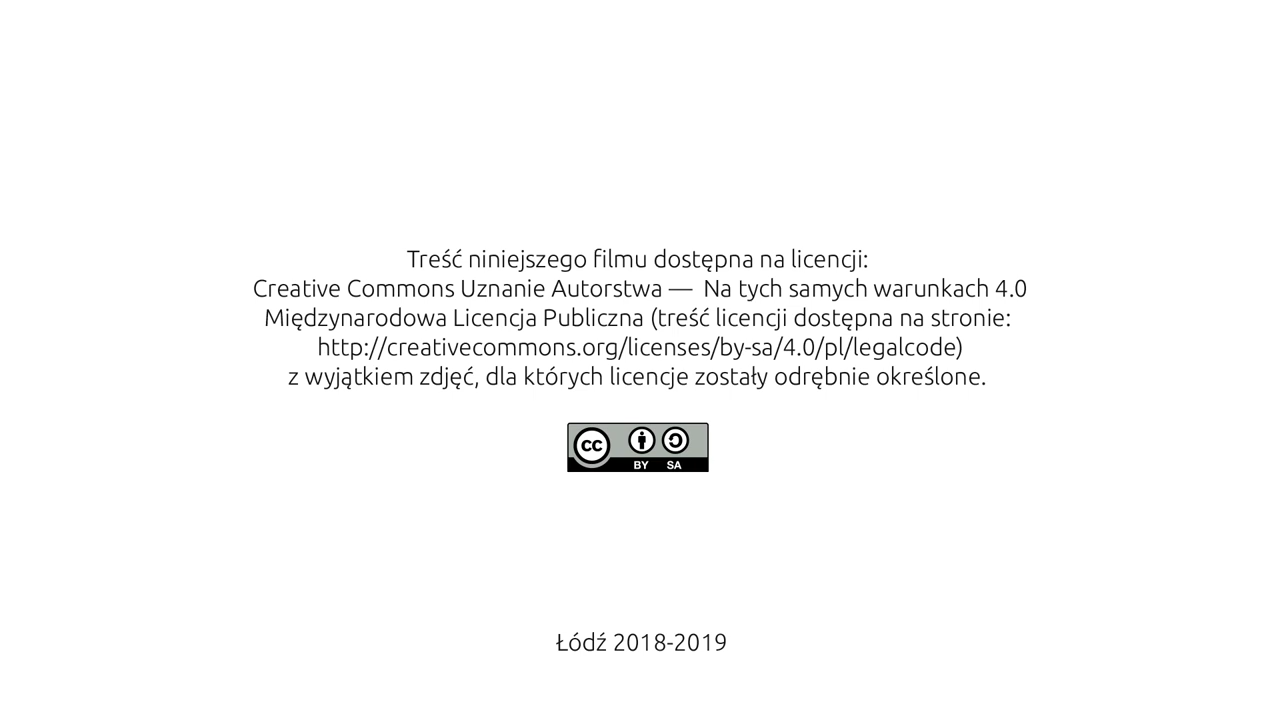 Treść niniejszego filmu dostępna na licencji:
Creative Commons Uznanie Autorstwa — Na tych samych warunkach 4.0
Międzynarodowa Licencja Publiczna (treść licencji dostępna na stronie:
http://creativecommons.org/licenses/by-sa/4.0/pl/legalcode)
z wyjątkiem zdjęć, dla których licencje zostały odrębnie określone.
cc
BY SA
Łódź 2018-2019